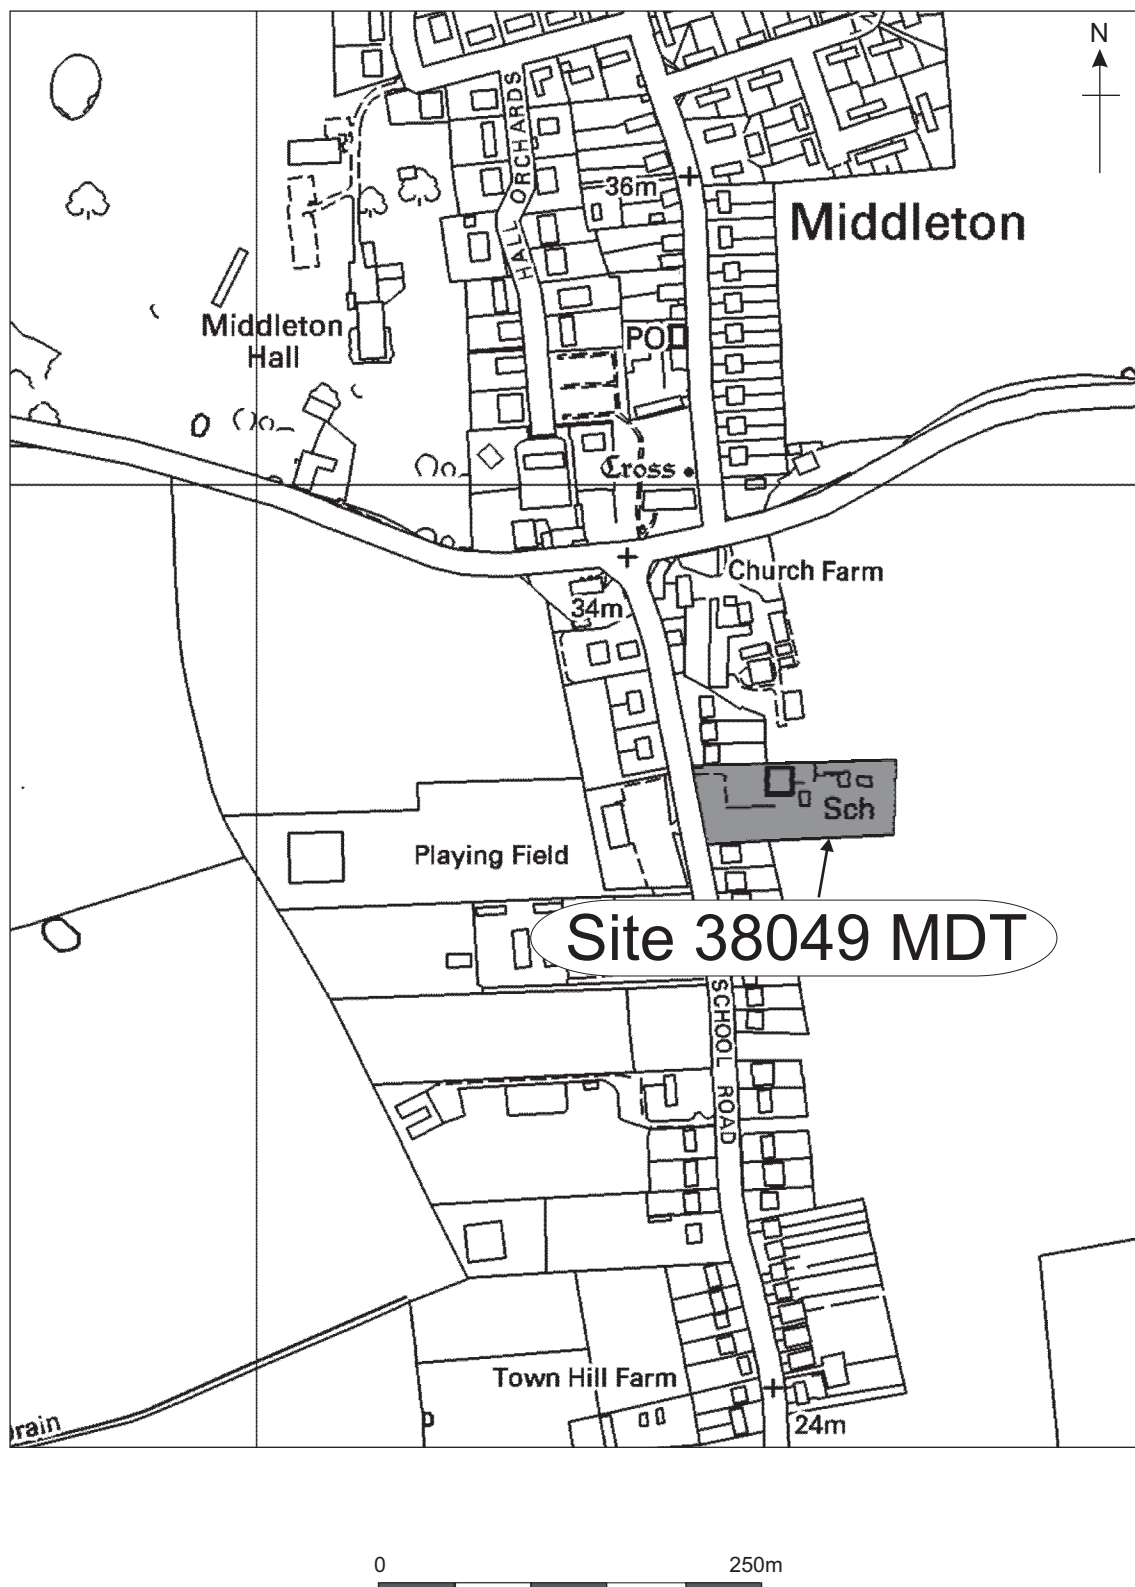 N
HALL ORCHARDS
36m
Middleton
Middleton
Hall
PO
Cross
Church Farm
34m
Sch
Playing Field
Site 38049 MDT
SCHOOL ROAD
Town Hill Farm
24m
rain
0 250m